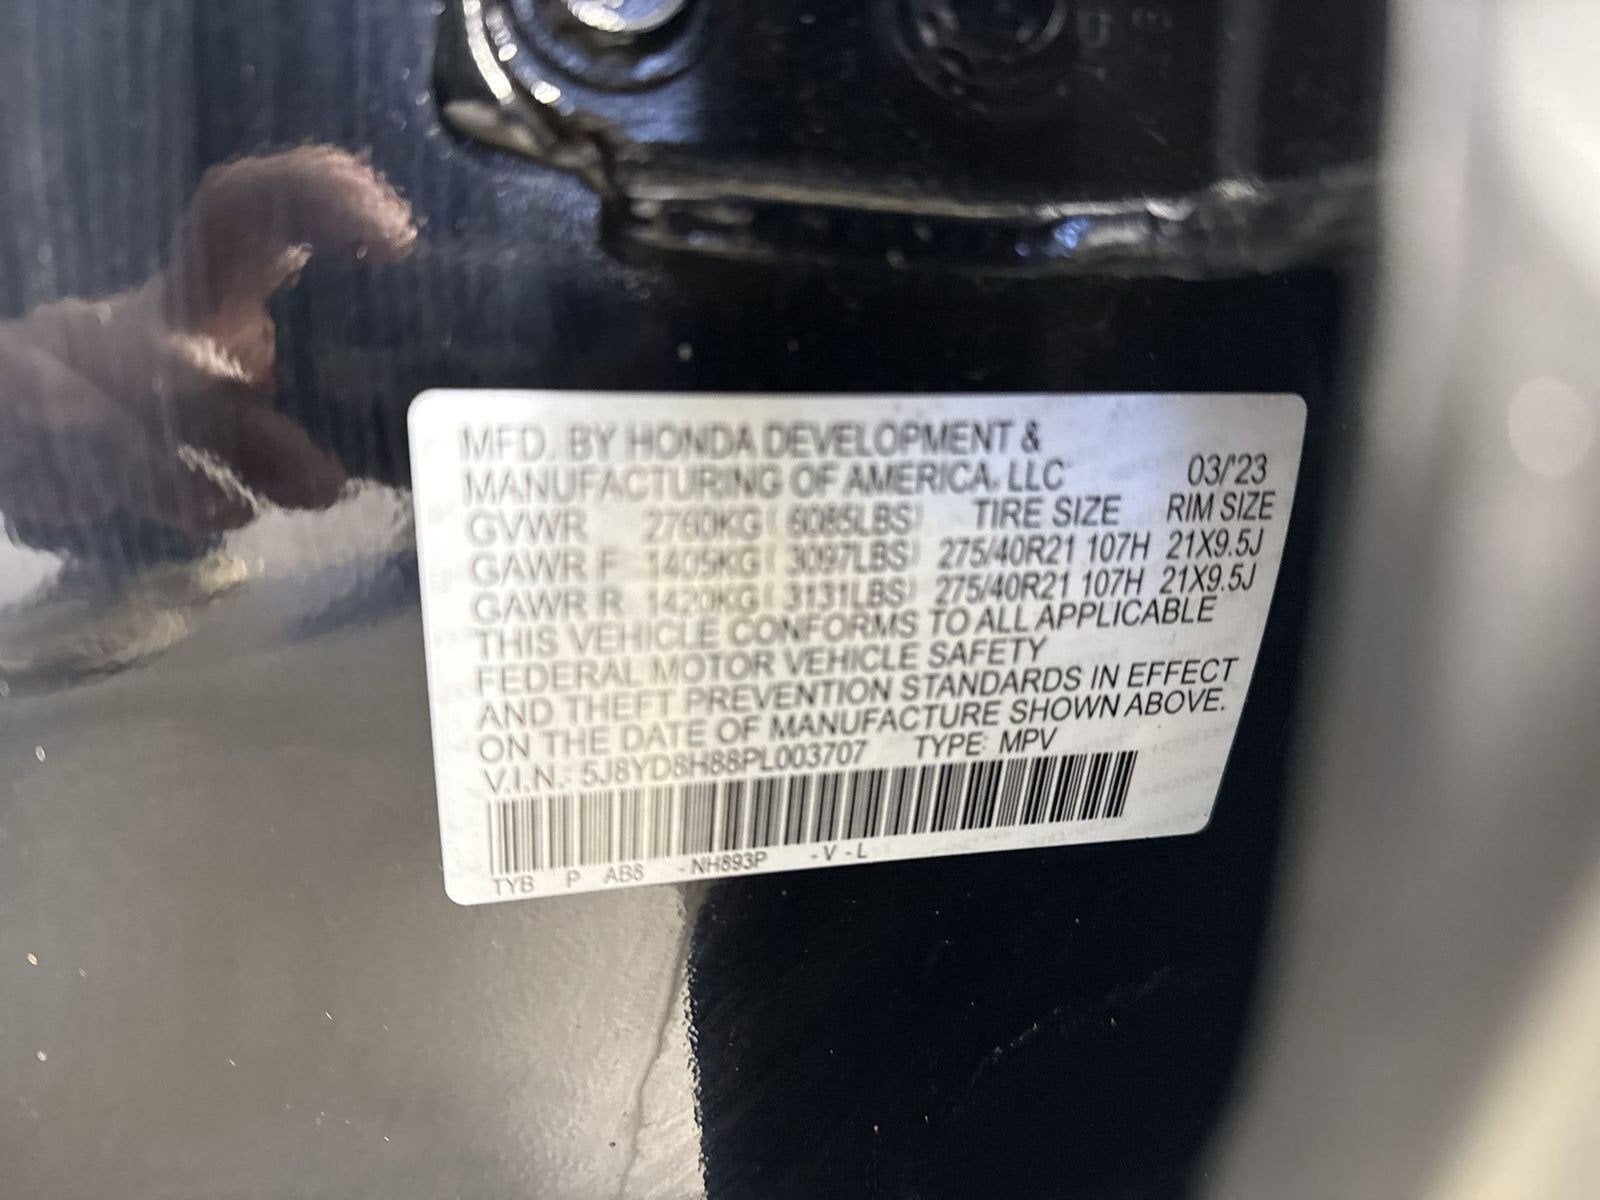 MFD. BY HONDA DEVELOPMENT &
MANUFACTURING OF AMERICA, LLC 03/'23
GVWR 2760KG ( 6085LBS) TIRE SIZE RIM SIZE
GAWR F 1405KG ( 3097LBS) 275/40R21 107H 21X9.5J
GAWR R 1420KG ( 3131LBS) 275/40R21 107H 21X9.5J
THIS VEHICLE CONFORMS TO ALL APPLICABLE
FEDERAL MOTOR VEHICLE SAFETY
AND THEFT PREVENTION STANDARDS IN EFFECT
ON THE DATE OF MANUFACTURE SHOWN ABOVE.
V.I.N.: 5J8YD8H88PL003707 TYPE: MPV
TYB P AB8 -NH893P -V-L